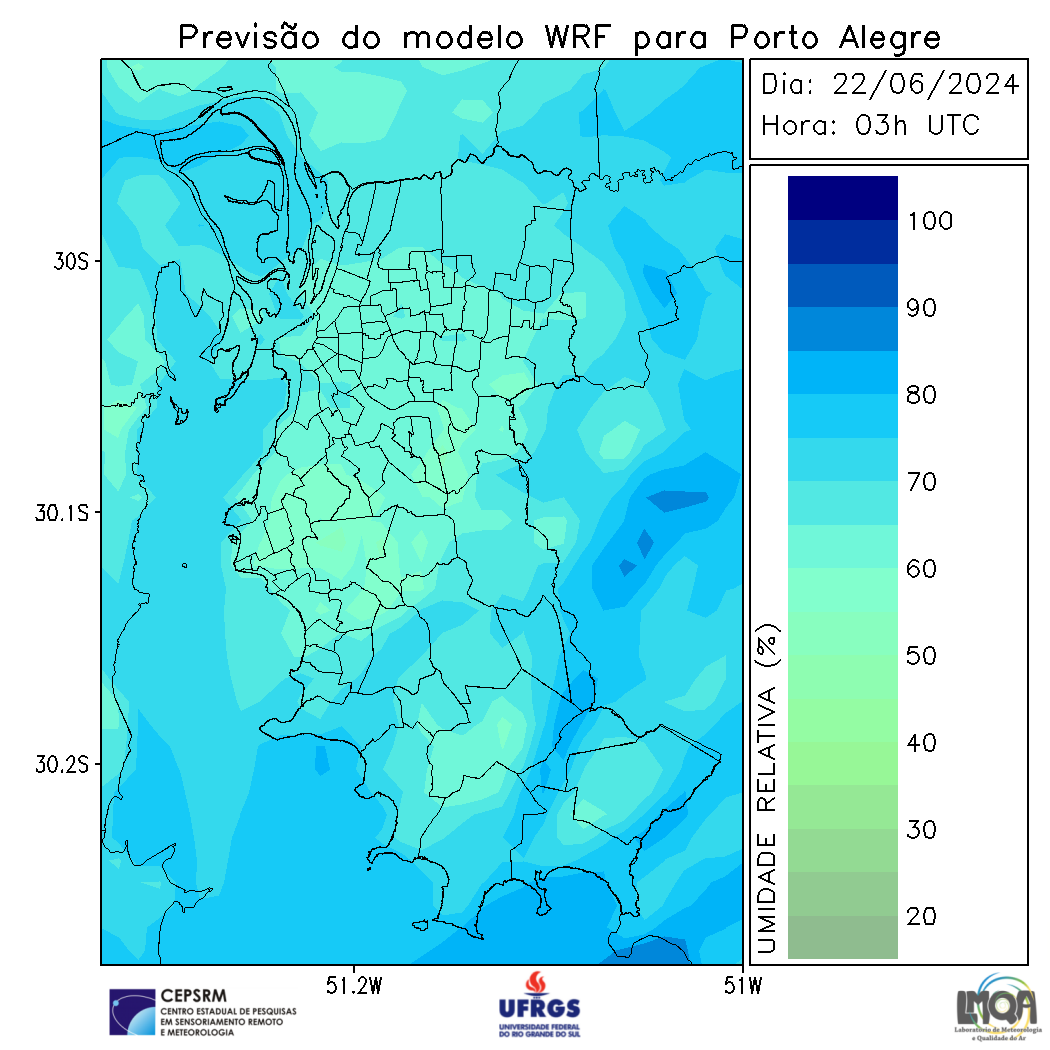 Previsão do modelo WRF para Porto Alegre
Dia: 22/06/2024
Hora: 03h UTC
30S
30.1S
30.2S
51.2W
51W
100
90
80
70
60
50
40
30
20
UMIDADE RELATIVA (%)
CEPSRM
CENTRO ESTADUAL DE PESQUISAS
EM SENSORIAMENTO REMOTO
E METEOROLOGIA
UFRGS
UNIVERSIDADE FEDERAL
DO RIO GRANDE DO SUL
LMQA
Laboratório de Meteorologia
e Qualidade do Ar